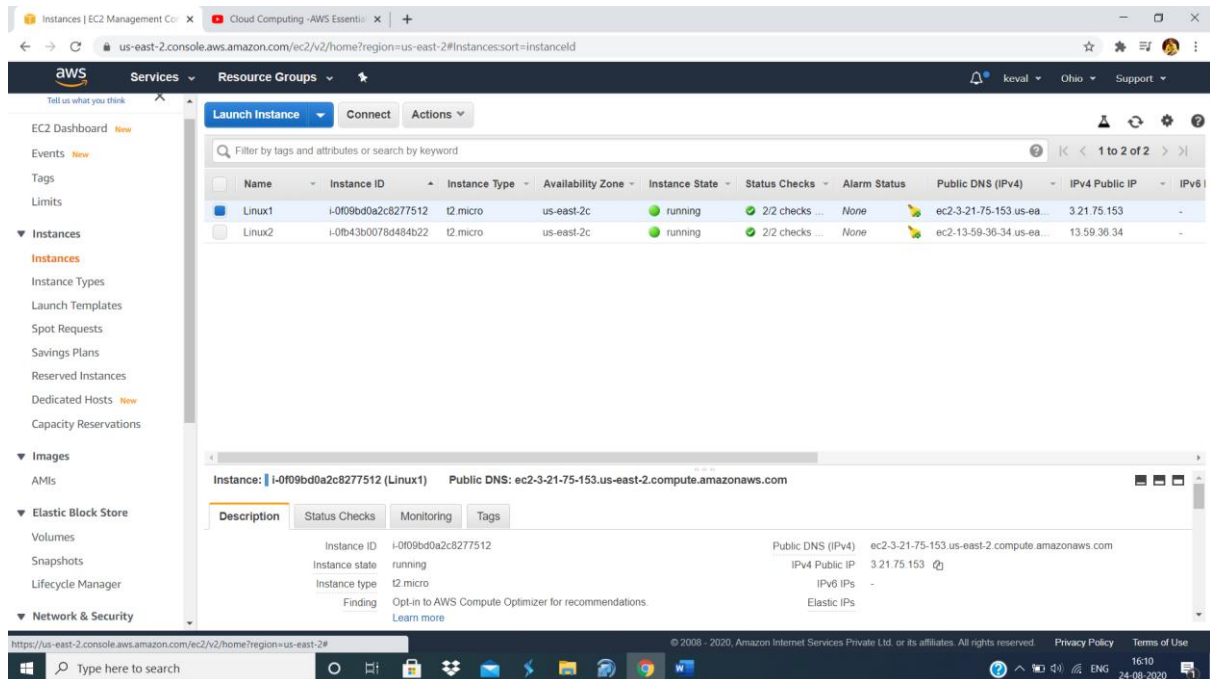 Instances | EC2 Management Co
Cloud Computing -AWS Essentia
us-east-2.console.aws.amazon.com/ec2/v2/home?region=us-east-2#Instances:sort=instanceId
aws Services Resource Groups keval Ohio Support
Tell us what you think
EC2 Dashboard New
Events New
Tags
Limits
Instances
Instances
Instance Types
Launch Templates
Spot Requests
Savings Plans
Reserved Instances
Dedicated Hosts New
Capacity Reservations
Images
AMIs
Elastic Block Store
Volumes
Snapshots
Lifecycle Manager
Network & Security
Launch Instance Connect Actions
Filter by tags and attributes or search by keyword 1 to 2 of 2
Name Instance ID Instance Type Availability Zone Instance State Status Checks Alarm Status Public DNS (IPv4) IPv4 Public IP IPv6
Linux1 i-0f09bd0a2c8277512 t2.micro us-east-2c running 2/2 checks ... None ec2-3-21-75-153.us-ea... 3.21.75.153 -
Linux2 i-0fb43b0078d484b22 t2.micro us-east-2c running 2/2 checks ... None ec2-13-59-36-34.us-ea... 13.59.36.34 -
Instance: i-0f09bd0a2c8277512 (Linux1) Public DNS: ec2-3-21-75-153.us-east-2.compute.amazonaws.com
Description Status Checks Monitoring Tags
Instance ID i-0f09bd0a2c8277512 Public DNS (IPv4) ec2-3-21-75-153.us-east-2.compute.amazonaws.com
Instance state running IPv4 Public IP 3.21.75.153
Instance type t2.micro IPv6 IPs -
Finding Opt-in to AWS Compute Optimizer for recommendations. Elastic IPs
Learn more
https://us-east-2.console.aws.amazon.com/ec2/v2/home?region=us-east-2# © 2008 - 2020, Amazon Internet Services Private Ltd. or its affiliates. All rights reserved. Privacy Policy Terms of Use
Type here to search ENG 16:10
24-08-2020